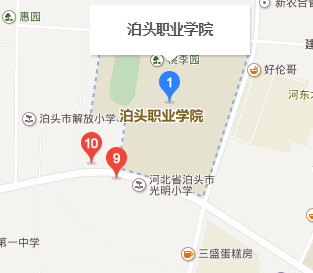 新农合省
惠园
建
泊头职业学院
桃李园
好伦哥
1
河东
泊头职业学院
泊头市解放小学
10
9
河北省泊头市
光明小学
第一中学
三盛蛋糕房